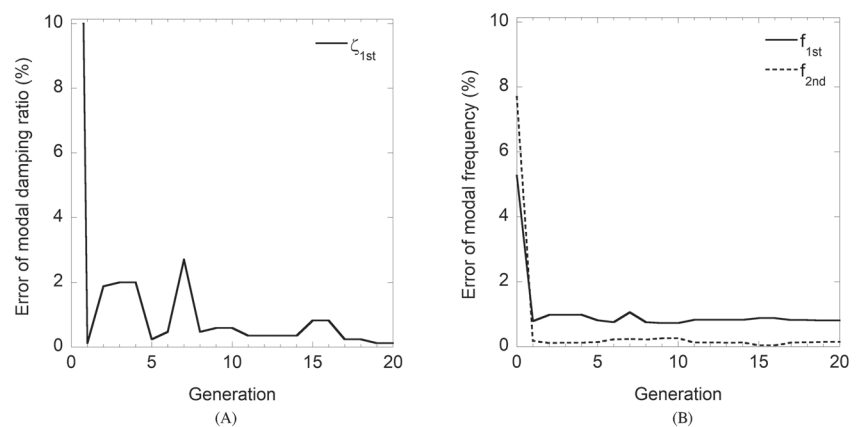 Error of modal damping ratio (%)
10
8
6
4
2
0
ζ1st
0 5 10 15 20
Generation
(A)
Error of modal frequency (%)
10
8
6
4
2
0
f1st
f2nd
0 5 10 15 20
Generation
(B)